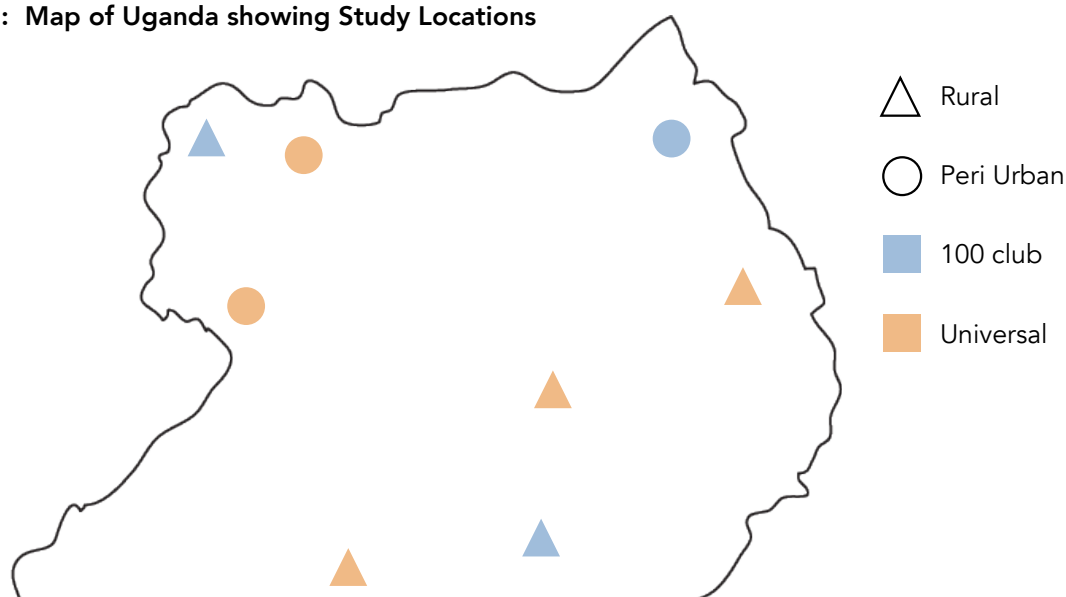 : Map of Uganda showing Study Locations
Rural
Peri Urban
100 club
Universal